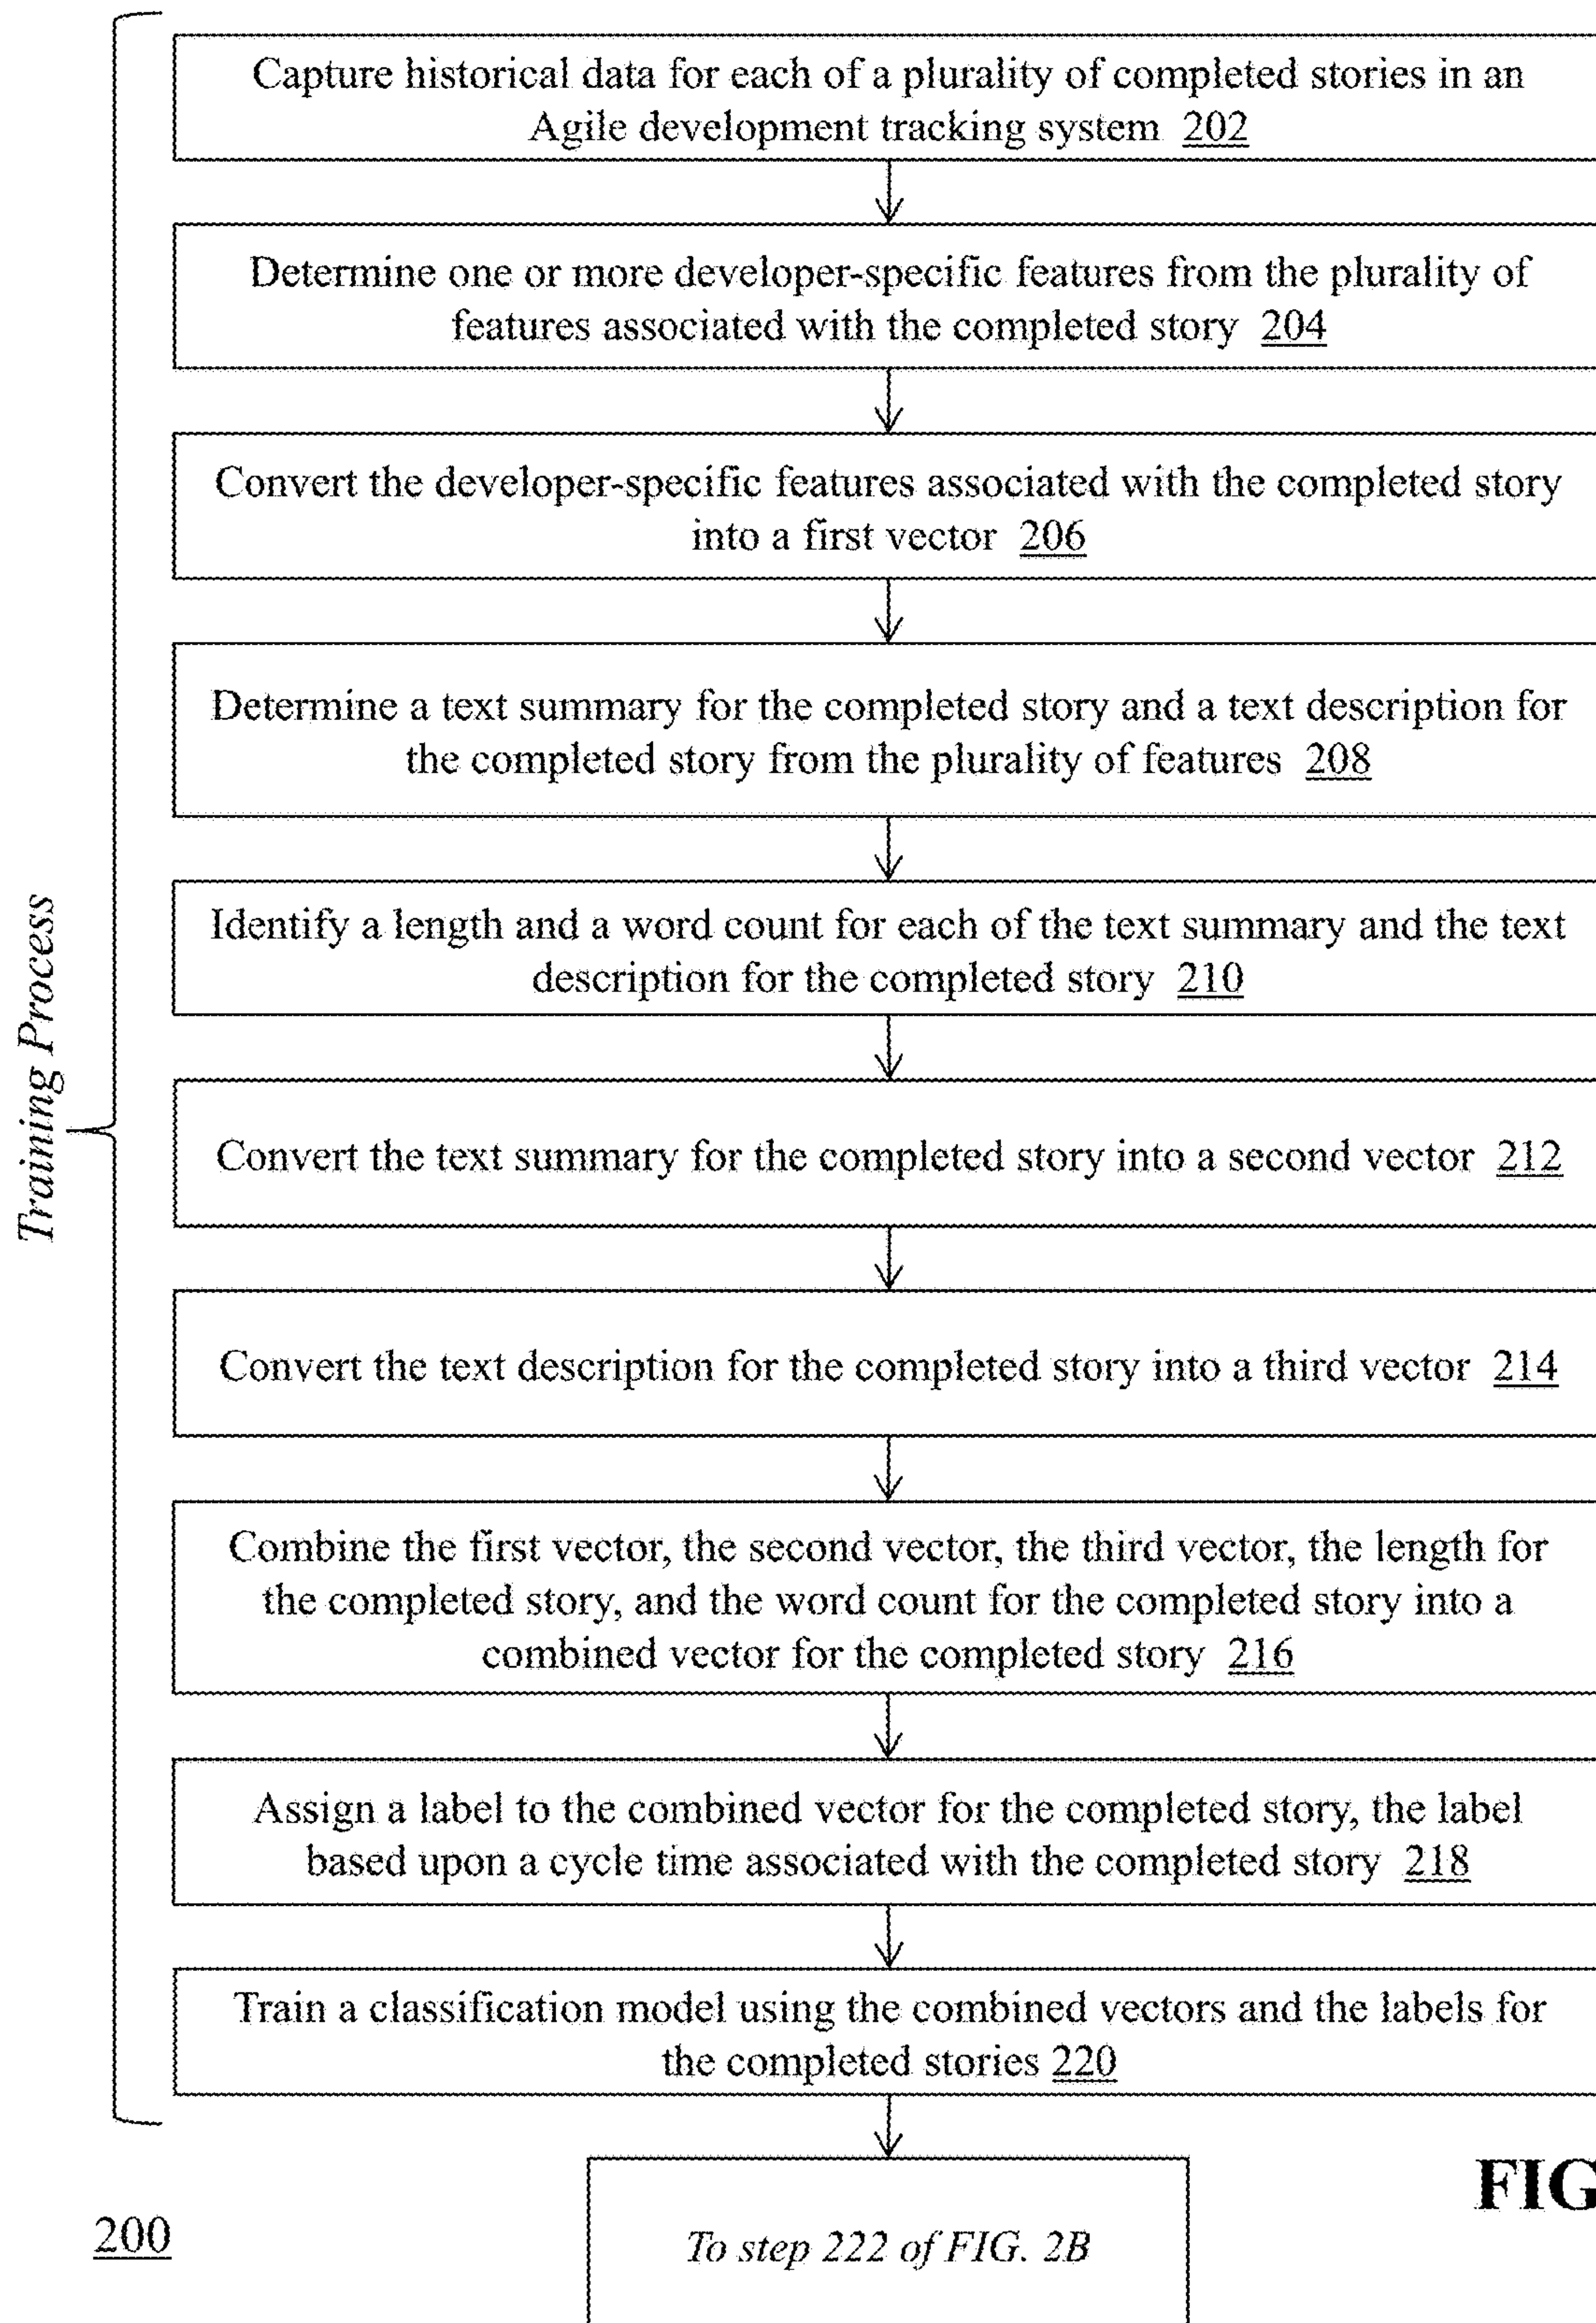 Capture historical data for each of a plurality of completed stories in an
Agile development tracking system 202
Determine one or more developer-specific features from the plurality of
features associated with the completed story 204
Convert the developer-specific features associated with the completed story
into a first vector 206
Determine a text summary for the completed story and a text description for
the completed story from the plurality of features 208
Identify a length and a word count for each of the text summary and the text
description for the completed story 210
Training Process
Convert the text summary for the completed story into a second vector 212
Convert the text description for the completed story into a third vector 214
Combine the first vector, the second vector, the third vector, the length for
the completed story, and the word count for the completed story into a
combined vector for the completed story 216
Assign a label to the combined vector for the completed story, the label
based upon a cycle time associated with the completed story 218
Train a classification model using the combined vectors and the labels for
the completed stories 220
FIG
200
To step 222 of FIG. 2B